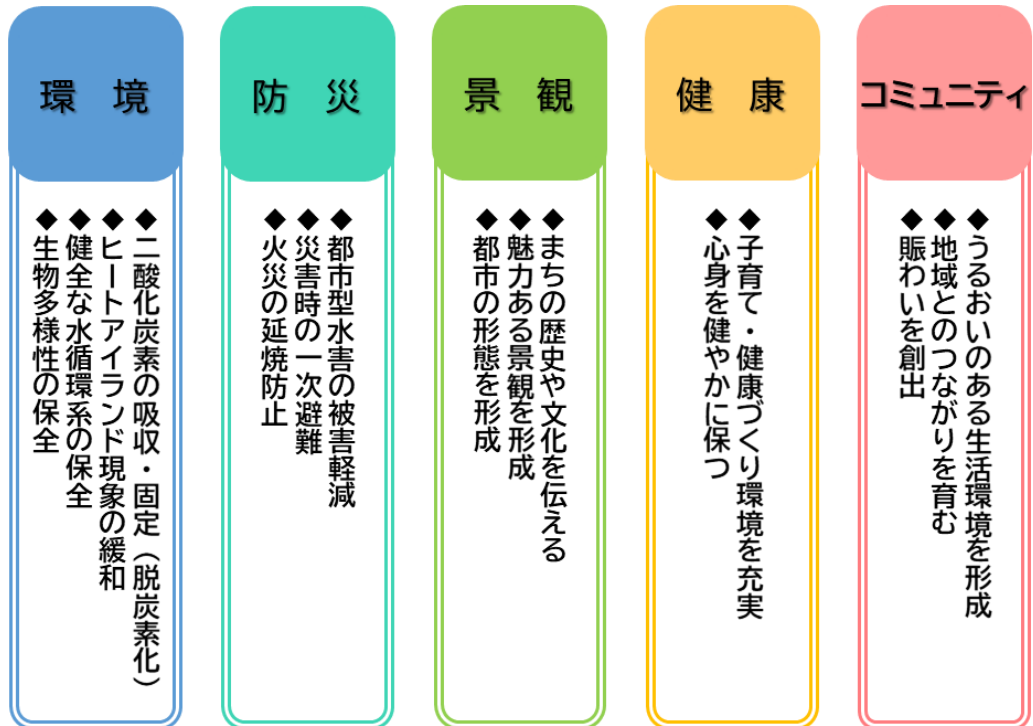 環　境
◆二酸化炭素の吸収・固定（脱炭素化）
◆ヒートアイランド現象の緩和
◆健全な水循環系の保全
◆生物多様性の保全
防　災
◆都市型水害の被害軽減
◆災害時の一次避難
◆火災の延焼防止
景　観
◆まちの歴史や文化を伝える
◆魅力ある景観を形成
◆都市の形態を形成
健　康
◆子育て・健康づくり環境を充実
◆心身を健やかに保つ
コミュニティ
◆うるおいのある生活環境を形成
◆地域とのつながりを育む
◆賑わいを創出